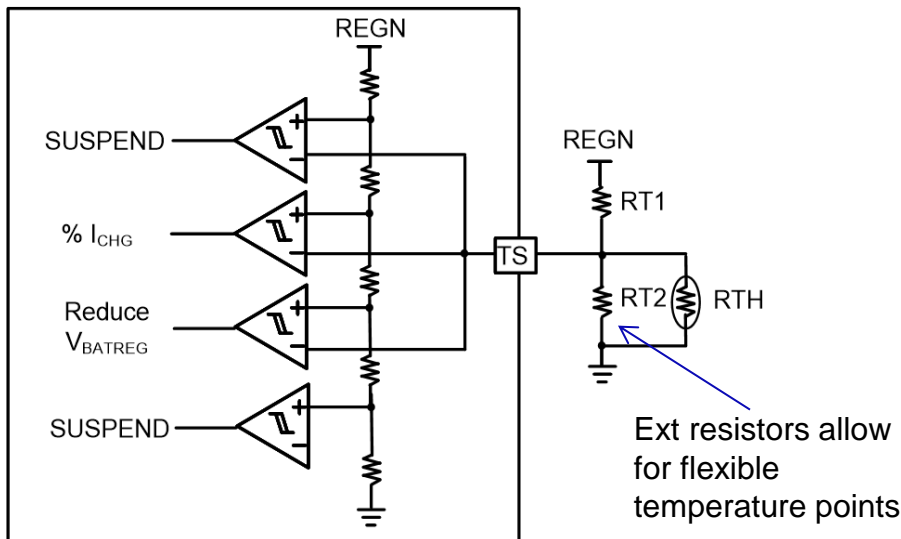 REGN
SUSPEND
+
−
REGN
RT1
% I_CHG
+
−
TS
RT2
RTH
Reduce
V_BATREG
+
−
SUSPEND
+
−
Ext resistors allow
for flexible
temperature points